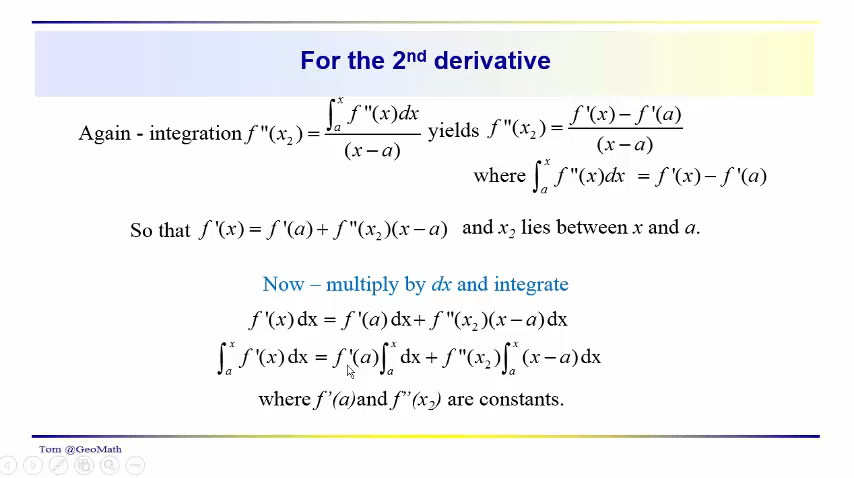 For the 2nd derivative
Again - integration f ''(x₂) = ∫ₐˣ f ''(x)dx / (x − a) yields f ''(x₂) = f '(x) − f '(a) / (x − a)
where ∫ₐˣ f ''(x)dx = f '(x) − f '(a)
So that f '(x) = f '(a) + f ''(x₂)(x − a) and x₂ lies between x and a.
Now – multiply by dx and integrate
f '(x) dx = f '(a) dx + f ''(x₂)(x − a) dx
∫ₐˣ f '(x) dx = f '(a) ∫ₐˣ dx + f ''(x₂) ∫ₐˣ (x − a) dx
where f’(a)and f’’(x₂) are constants.
Tom @GeoMath